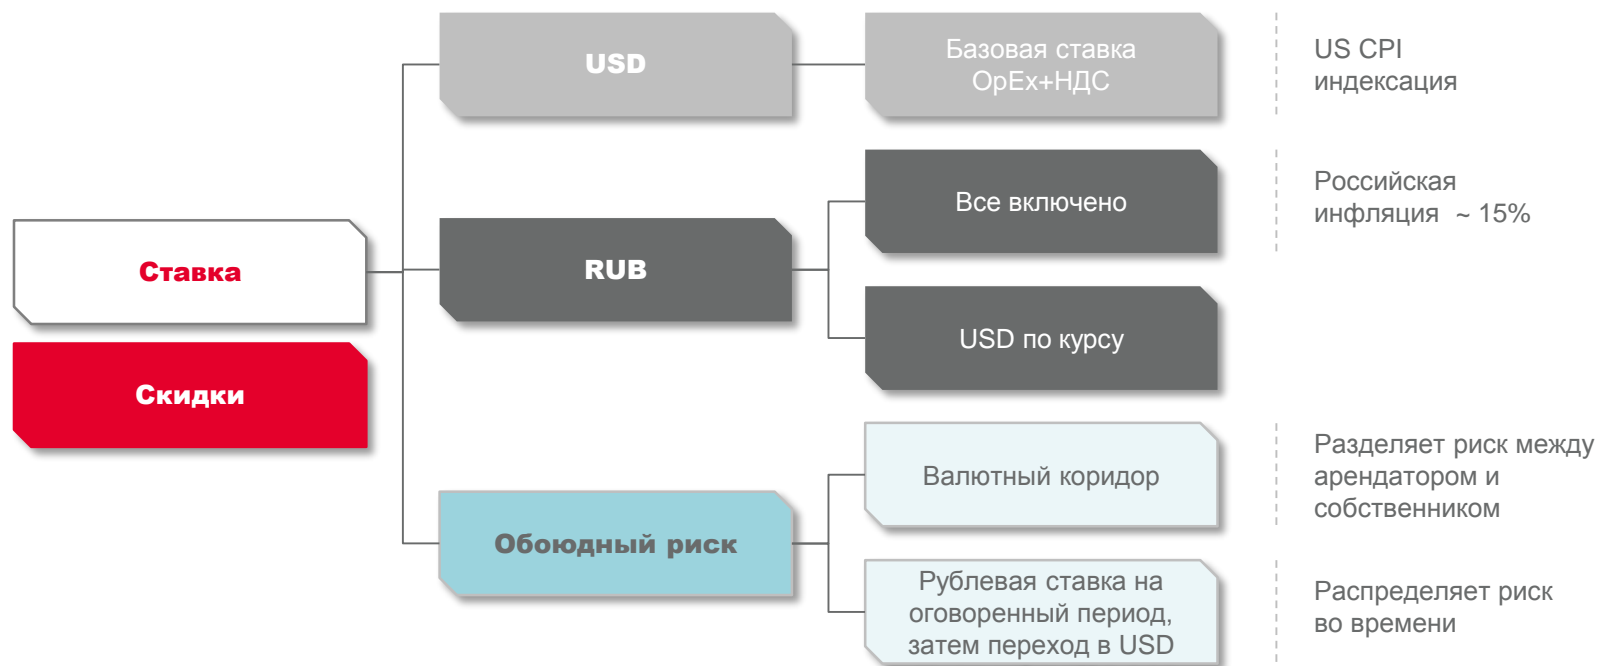 USD
Базовая ставка
OpEx+НДС
US CPI
индексация
Ставка
Скидки
RUB
Все включено
Российская
инфляция ~ 15%
USD по курсу
Обоюдный риск
Валютный коридор
Разделяет риск между
арендатором и
собственником
Рублевая ставка на
оговоренный период,
затем переход в USD
Распределяет риск
во времени